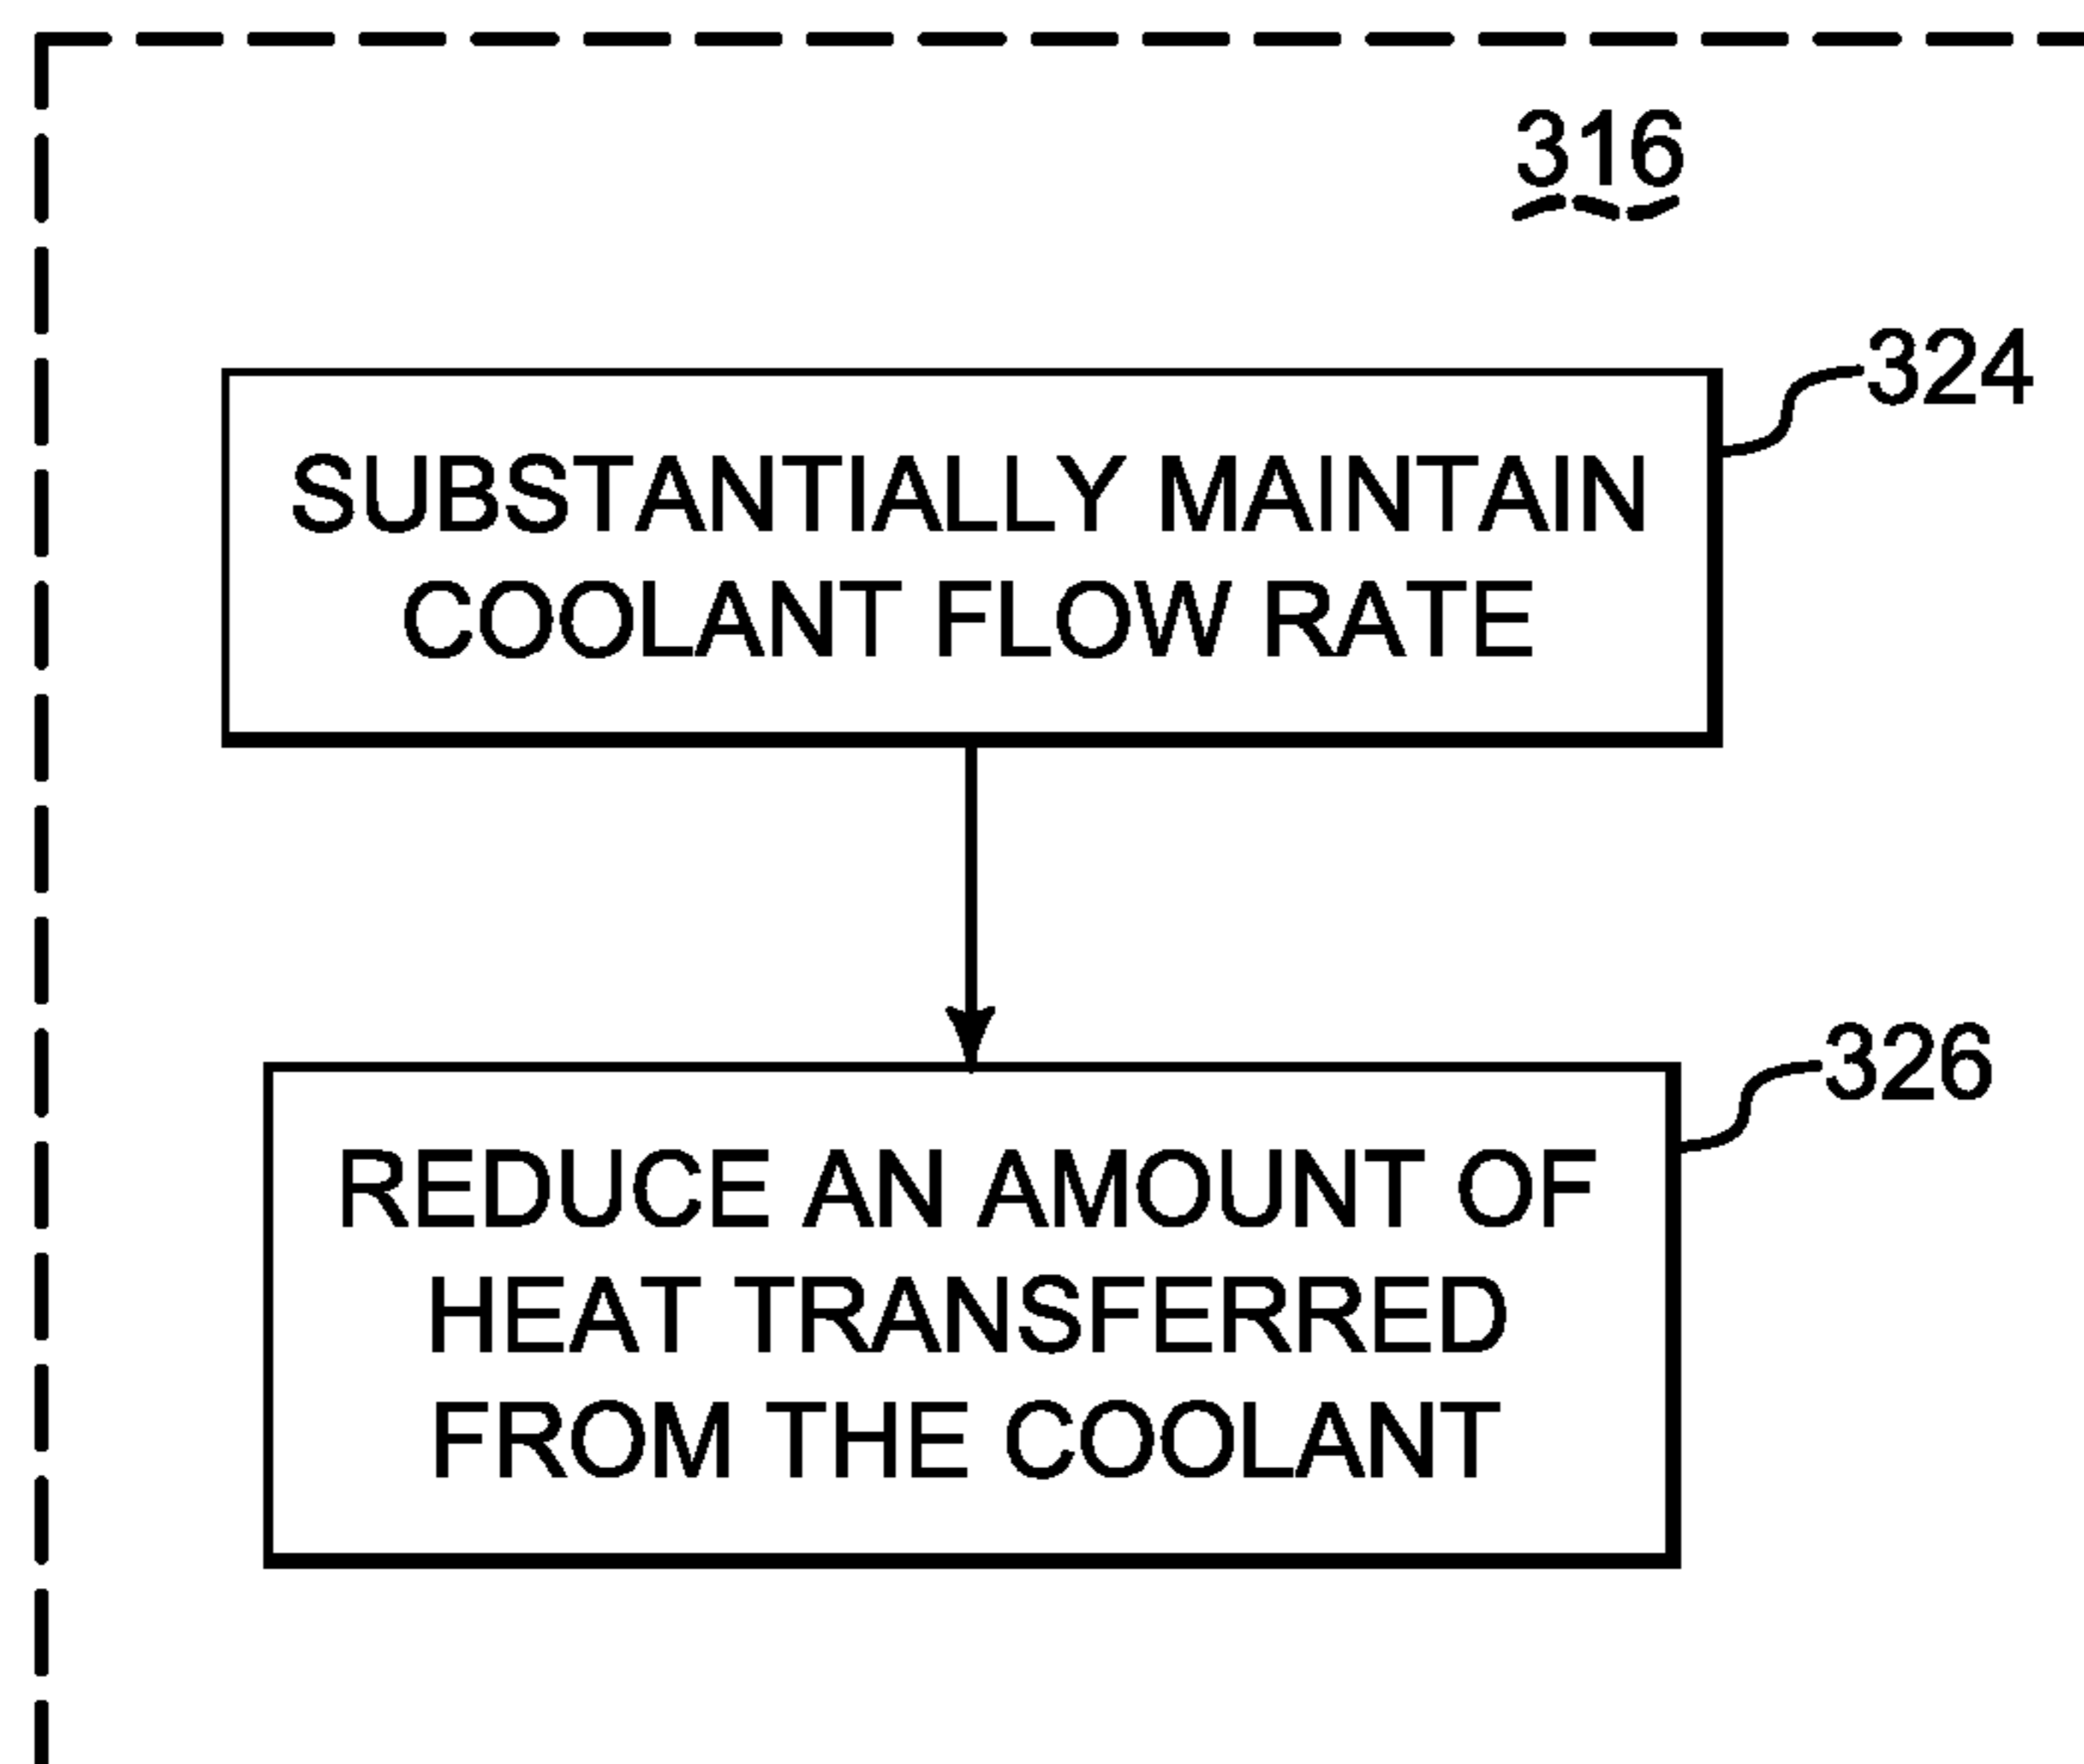 316
324
SUBSTANTIALLY MAINTAIN
COOLANT FLOW RATE
326
REDUCE AN AMOUNT OF
HEAT TRANSFERRED
FROM THE COOLANT